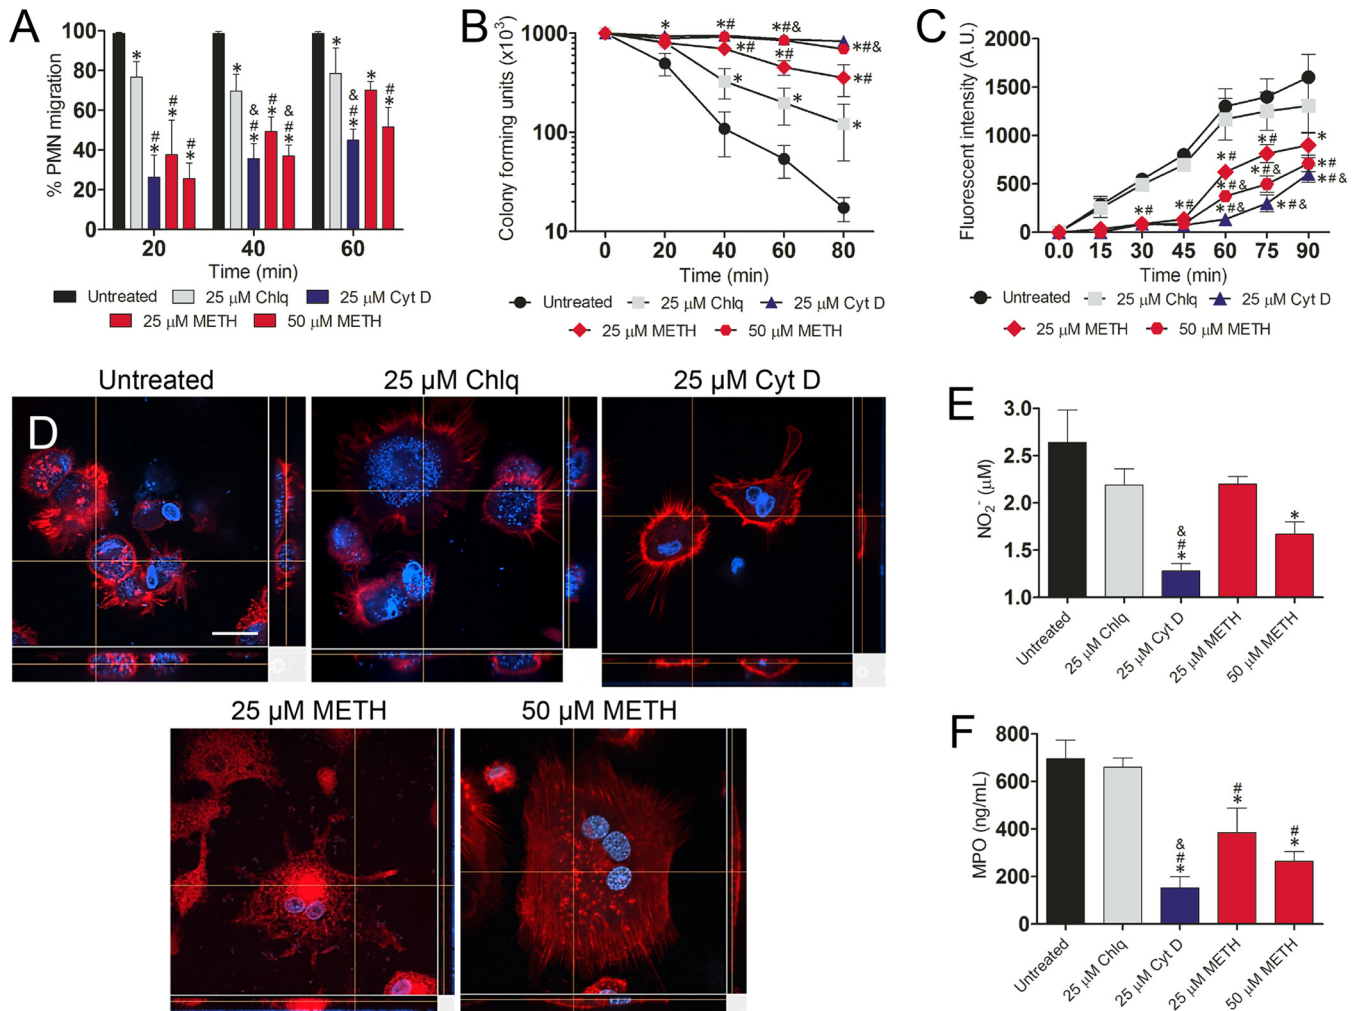 A
% PMN migration
100
80
60
40
20
0
*
#
*
#
*
#
*
*
&
#
*
#
*
&
#
*
*
&
#
*
*
#
*
20
40
60
Time (min)
Untreated
25 µM Chlq
25 µM Cyt D
25 µM METH
50 µM METH
B
Colony forming units (x10³)
1000
100
10
*
*#
*#&
*#&
*#
*#
*#
*
*
*
0
20
40
60
80
Time (min)
Untreated
25 µM Chlq
25 µM Cyt D
25 µM METH
50 µM METH
C
Fluorescent intensity (A.U.)
2000
1500
1000
500
0
*#
*#
*#
*#
*
*#&
*#&
*#
*#&
*#&
*#&
0.0
15
30
45
60
75
90
Time (min)
Untreated
25 µM Chlq
25 µM Cyt D
25 µM METH
50 µM METH
D
Untreated
25 µM Chlq
25 µM Cyt D
25 µM METH
50 µM METH
E
NO₂⁻ (µM)
3.0
2.5
2.0
1.5
1.0
&
#
*
*
Untreated
25 µM Chlq
25 µM Cyt D
25 µM METH
50 µM METH
F
MPO (ng/mL)
800
600
400
200
0
&
#
*
#
*
#
*
Untreated
25 µM Chlq
25 µM Cyt D
25 µM METH
50 µM METH